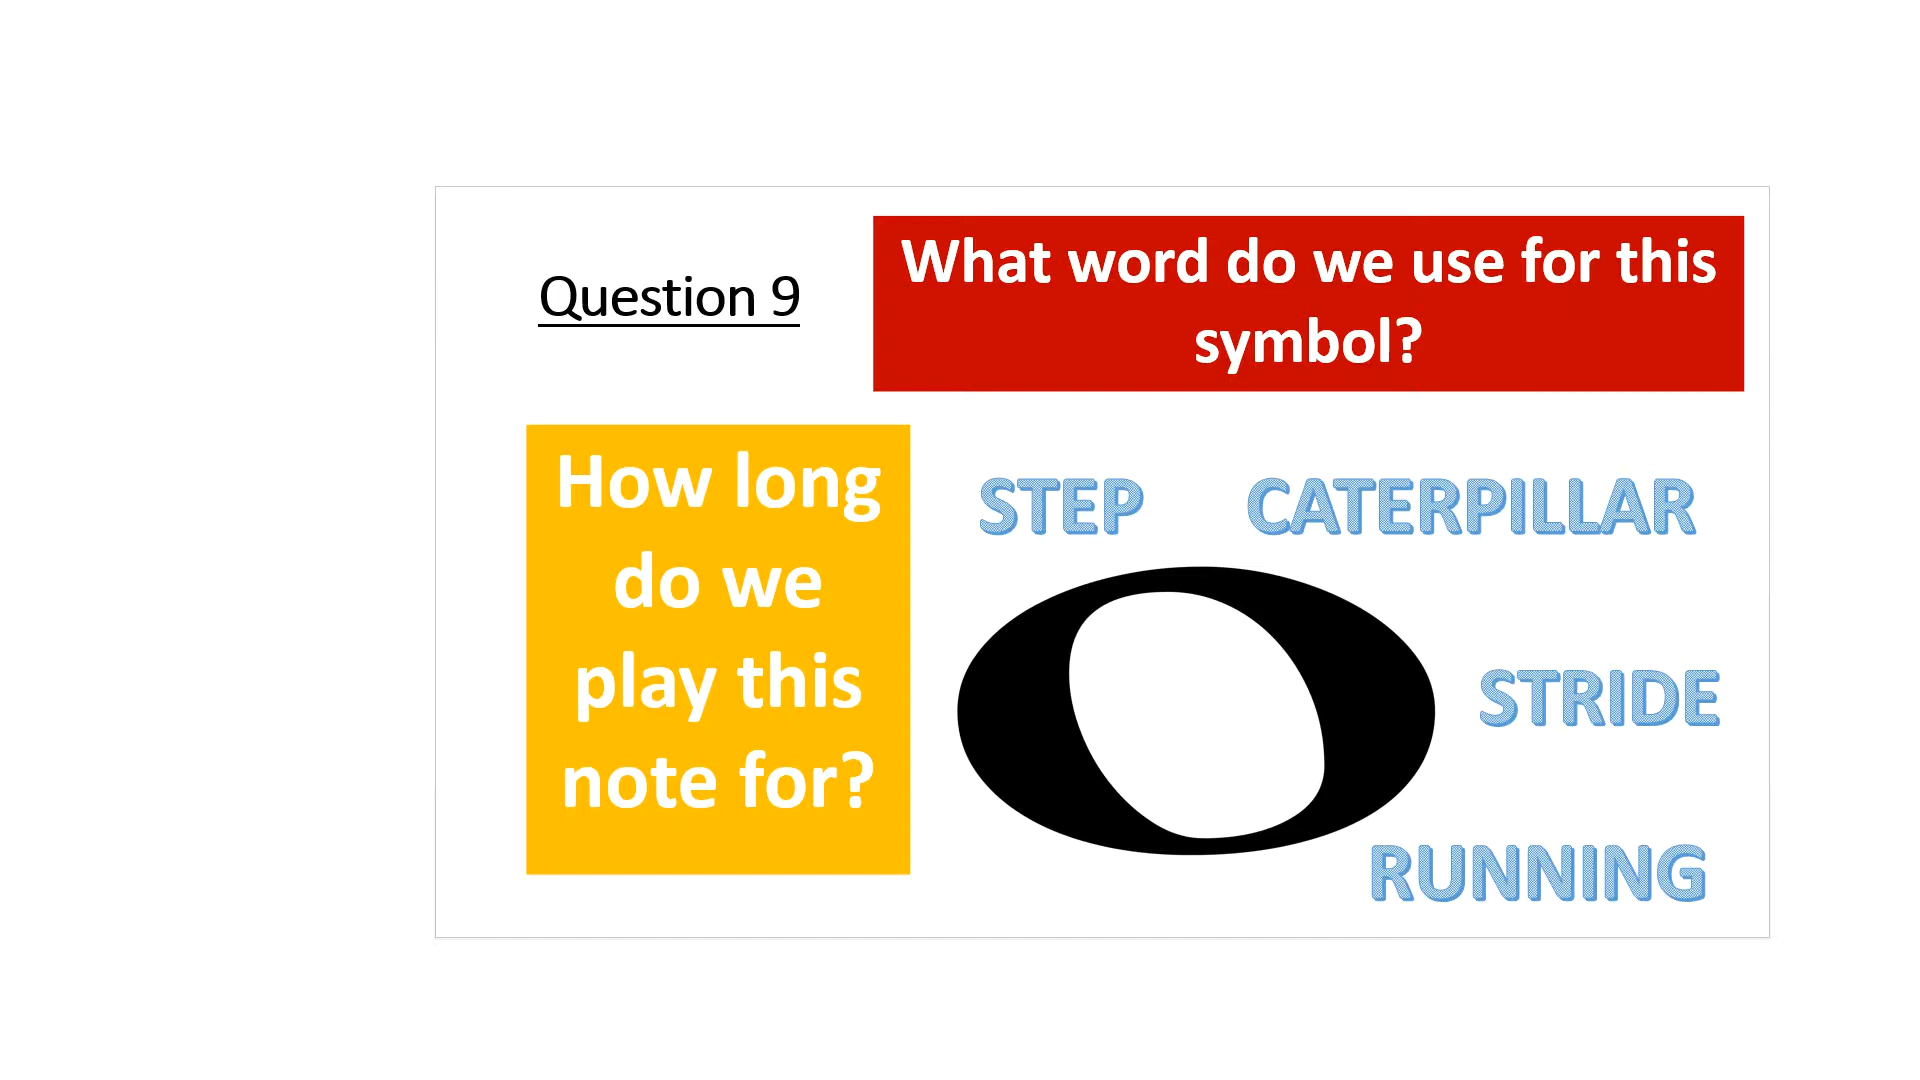 Question 9
What word do we use for this
symbol?
How long
do we
play this
note for?
STEP
CATERPILLAR
STRIDE
RUNNING